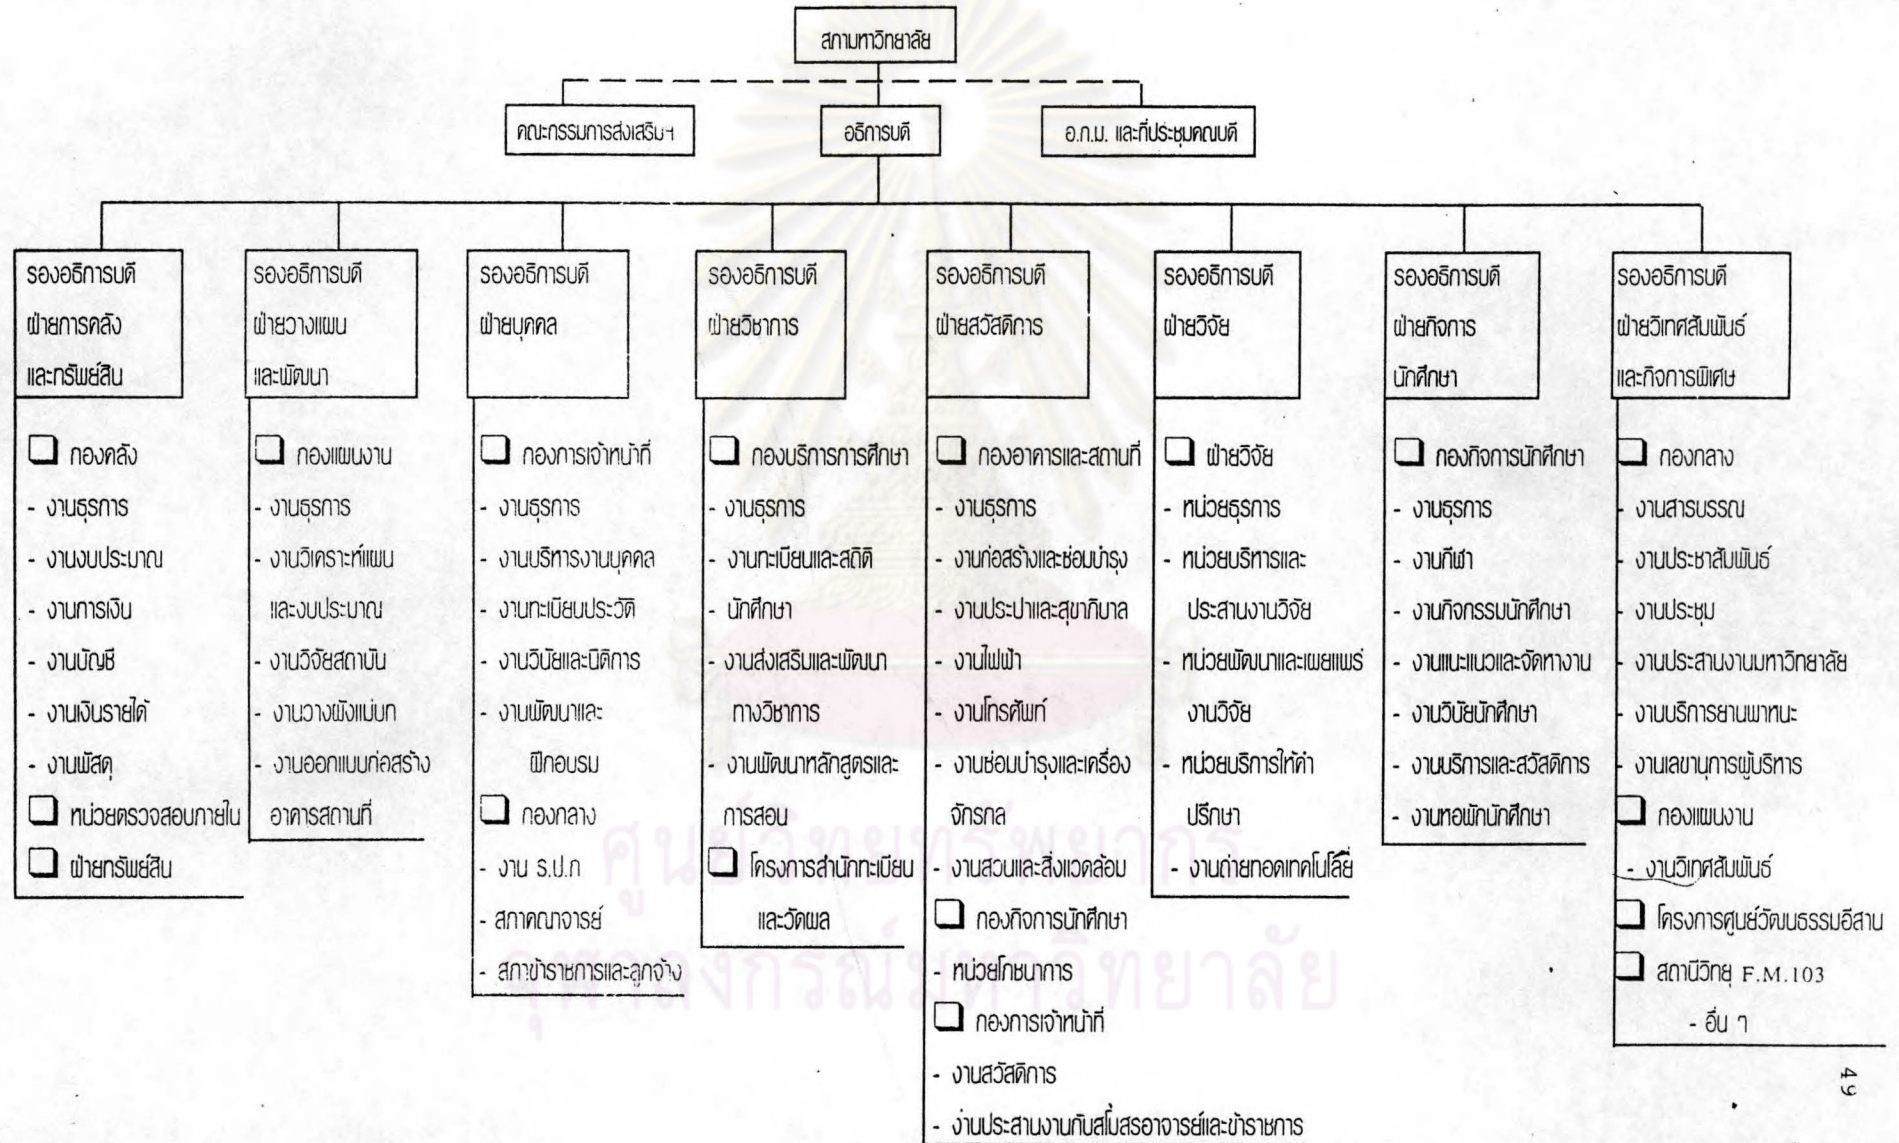 สภามหาวิทยาลัย
คณะกรรมการส่งเสริมฯ
อธิการบดี
อ.ก.ม. และที่ประชุมคณบดี
รองอธิการบดี
ฝ่ายการคลัง
และทรัพย์สิน
กองคลัง
- งานธุรการ
- งานงบประมาณ
- งานการเงิน
- งานบัญชี
- งานเงินรายได้
- งานพัสดุ
หน่วยตรวจสอบภายใน
ฝ่ายทรัพย์สิน
รองอธิการบดี
ฝ่ายวางแผน
และพัฒนา
กองแผนงาน
- งานธุรการ
- งานวิเคราะห์แผน
และงบประมาณ
- งานวิจัยสถาบัน
- งานวางผังแม่บท
- งานออกแบบก่อสร้าง
อาคารสถานที่
รองอธิการบดี
ฝ่ายบุคคล
กองการเจ้าหน้าที่
- งานธุรการ
- งานบริหารงานบุคคล
- งานทะเบียนประวัติ
- งานวินัยและนิติการ
- งานพัฒนาและ
ฝึกอบรม
กองกลาง
- งาน ร.ป.ภ
- สภาคณาจารย์
- สภาข้าราชการและลูกจ้าง
รองอธิการบดี
ฝ่ายวิชาการ
กองบริการการศึกษา
- งานธุรการ
- งานทะเบียนและสถิติ
- นักศึกษา
- งานส่งเสริมและพัฒนา
ทางวิชาการ
- งานพัฒนาหลักสูตรและ
การสอน
โครงการสำนักทะเบียน
และวัดผล
รองอธิการบดี
ฝ่ายสวัสดิการ
กองอาคารและสถานที่
- งานธุรการ
- งานก่อสร้างและซ่อมบำรุง
- งานประปาและสุขาภิบาล
- งานไฟฟ้า
- งานโทรศัพท์
- งานซ่อมบำรุงและเครื่อง
จักรกล
- งานสวนและสิ่งแวดล้อม
กองกิจการนักศึกษา
- หน่วยโภชนาการ
กองการเจ้าหน้าที่
- งานสวัสดิการ
- งานประสานงานกับสโมสรอาจารย์และข้าราชการ
รองอธิการบดี
ฝ่ายวิจัย
ฝ่ายวิจัย
- หน่วยธุรการ
- หน่วยบริหารและ
ประสานงานวิจัย
- หน่วยพัฒนาและเผยแพร่
งานวิจัย
- หน่วยบริการให้คำ
ปรึกษา
- งานถ่ายทอดเทคโนโลยี
รองอธิการบดี
ฝ่ายกิจการ
นักศึกษา
กองกิจการนักศึกษา
- งานธุรการ
- งานกีฬา
- งานกิจกรรมนักศึกษา
- งานแนะแนวและจัดหางาน
- งานวินัยนักศึกษา
- งานบริการและสวัสดิการ
- งานหอพักนักศึกษา
รองอธิการบดี
ฝ่ายวิเทศสัมพันธ์
และกิจการพิเศษ
กองกลาง
- งานสารบรรณ
- งานประชาสัมพันธ์
- งานประชุม
- งานประสานงานมหาวิทยาลัย
- งานบริการยานพาหนะ
- งานเลขานุการผู้บริหาร
กองแผนงาน
- งานวิเทศสัมพันธ์
โครงการศูนย์วัฒนธรรมอีสาน
สถานีวิทยุ F.M.103
- อื่น ๆ
ศูนย์วิทยทรัพยากร
จุฬาลงกรณ์มหาวิทยาลัย
49